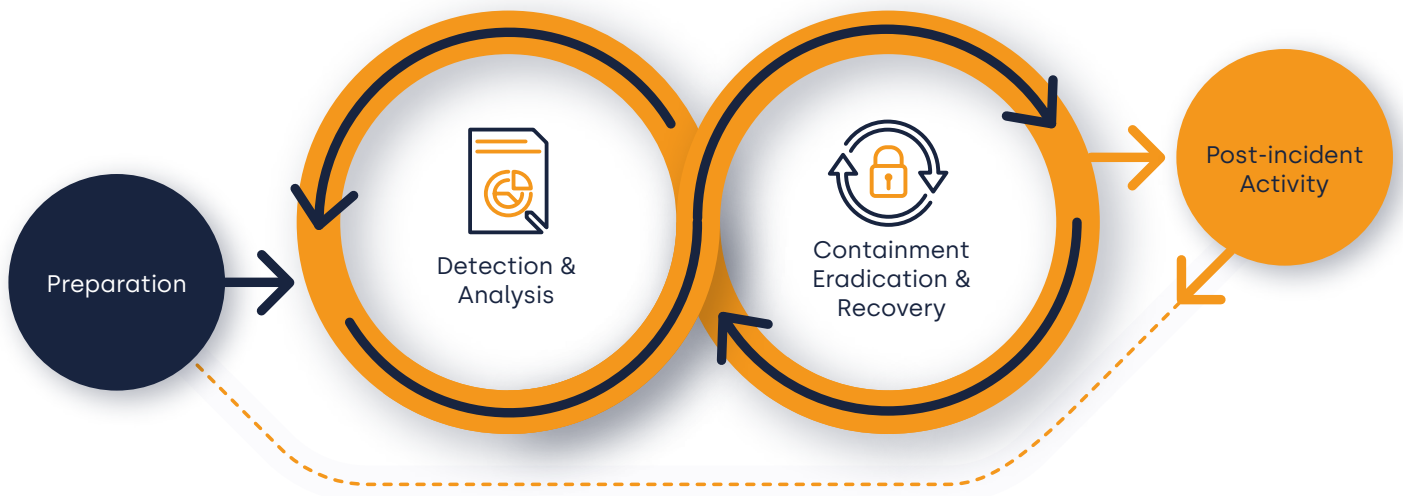 Preparation
Detection &
Analysis
Containment
Eradication &
Recovery
Post-incident
Activity